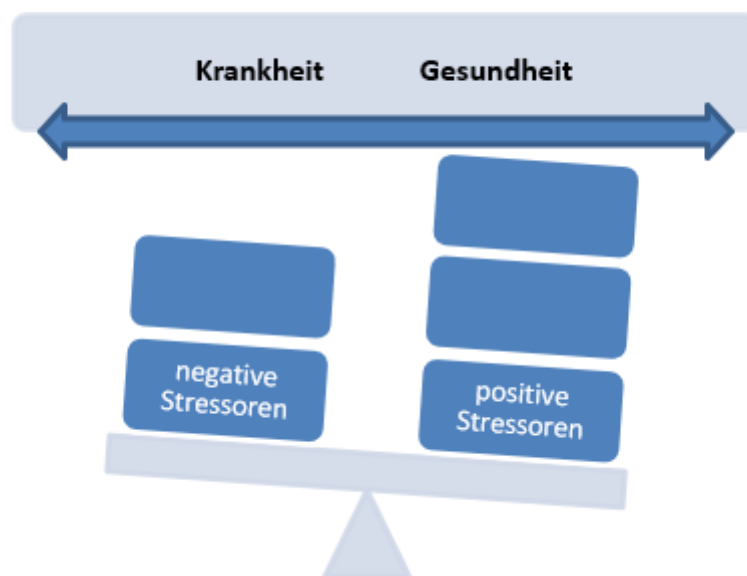 Krankheit Gesundheit
negative
Stressoren
positive
Stressoren